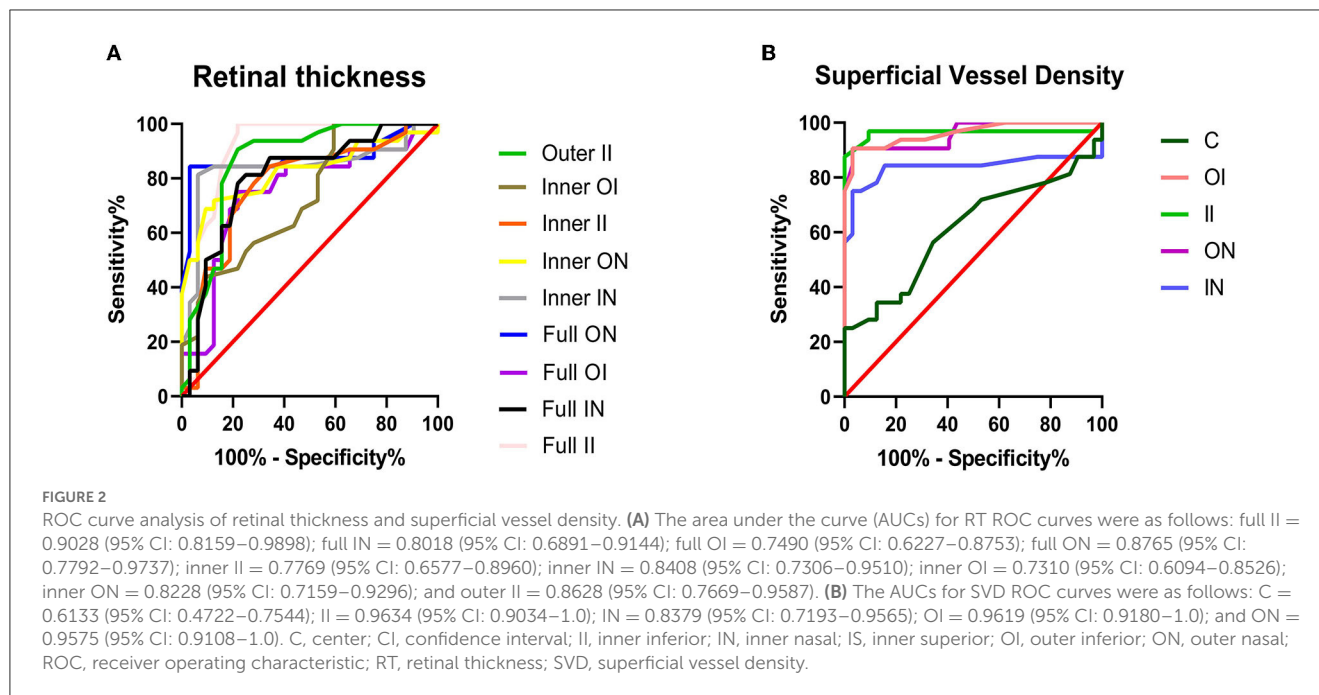 A
Retinal thickness
Sensitivity%
100
80
60
40
20
0
0 20 40 60 80 100
100% - Specificity%
Outer II
Inner OI
Inner II
Inner ON
Inner IN
Full ON
Full OI
Full IN
Full II
B
Superficial Vessel Density
Sensitivity%
100
80
60
40
20
0
0 20 40 60 80 100
100% - Specificity%
C
OI
II
ON
IN
FIGURE 2
ROC curve analysis of retinal thickness and superficial vessel density. (A) The area under the curve (AUCs) for RT ROC curves were as follows: full II =
0.9028 (95% CI: 0.8159–0.9898); full IN = 0.8018 (95% CI: 0.6891–0.9144); full OI = 0.7490 (95% CI: 0.6227–0.8753); full ON = 0.8765 (95% CI:
0.7792–0.9737); inner II = 0.7769 (95% CI: 0.6577–0.8960); inner IN = 0.8408 (95% CI: 0.7306–0.9510); inner OI = 0.7310 (95% CI: 0.6094–0.8526);
inner ON = 0.8228 (95% CI: 0.7159–0.9296); and outer II = 0.8628 (95% CI: 0.7669–0.9587). (B) The AUCs for SVD ROC curves were as follows: C =
0.6133 (95% CI: 0.4722–0.7544); II = 0.9634 (95% CI: 0.9034–1.0); IN = 0.8379 (95% CI: 0.7193–0.9565); OI = 0.9619 (95% CI: 0.9180–1.0); and ON =
0.9575 (95% CI: 0.9108–1.0). C, center; CI, confidence interval; II, inner inferior; IN, inner nasal; IS, inner superior; OI, outer inferior; ON, outer nasal;
ROC, receiver operating characteristic; RT, retinal thickness; SVD, superficial vessel density.